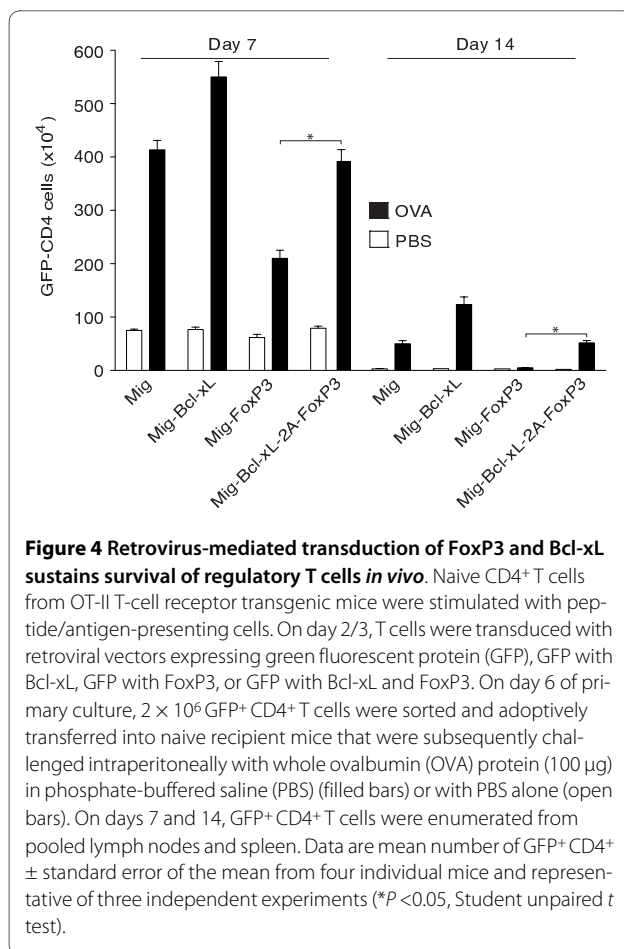 600
500
400
300
200
100
0
GFP-CD4 cells (x10⁴)
Day 7
Day 14
*
*
OVA
PBS
Mig
Mig-Bcl-xL
Mig-FoxP3
Mig-Bcl-xL-2A-FoxP3
Mig
Mig-Bcl-xL
Mig-FoxP3
Mig-Bcl-xL-2A-FoxP3
Figure 4 Retrovirus-mediated transduction of FoxP3 and Bcl-xL
sustains survival of regulatory T cells in vivo. Naive CD4⁺ T cells
from OT-II T-cell receptor transgenic mice were stimulated with pep-
tide/antigen-presenting cells. On day 2/3, T cells were transduced with
retroviral vectors expressing green fluorescent protein (GFP), GFP with
Bcl-xL, GFP with FoxP3, or GFP with Bcl-xL and FoxP3. On day 6 of pri-
mary culture, 2 × 10⁶ GFP⁺ CD4⁺ T cells were sorted and adoptively
transferred into naive recipient mice that were subsequently chal-
lenged intraperitoneally with whole ovalbumin (OVA) protein (100 μg)
in phosphate-buffered saline (PBS) (filled bars) or with PBS alone (open
bars). On days 7 and 14, GFP⁺ CD4⁺ T cells were enumerated from
pooled lymph nodes and spleen. Data are mean number of GFP⁺ CD4⁺
± standard error of the mean from four individual mice and represen-
tative of three independent experiments (*P <0.05, Student unpaired t
test).